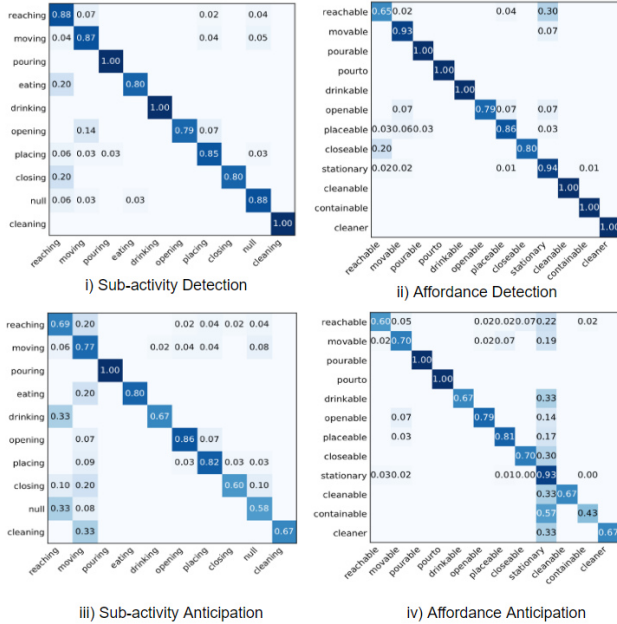 reaching 0.88 0.07 0.02 0.04
moving 0.04 0.87 0.04 0.05
pouring 1.00
eating 0.20 0.80
drinking 1.00
opening 0.14 0.79 0.07
placing 0.06 0.03 0.03 0.85 0.03
closing 0.20 0.80
null 0.06 0.03 0.03 0.88
cleaning 1.00
reaching moving pouring eating drinking opening placing closing null cleaning
i) Sub-activity Detection
reachable 0.65 0.02 0.04 0.30
movable 0.93 0.07
pourable 1.00
pourto 1.00
drinkable 1.00
openable 0.07 0.79 0.07 0.07
placeable 0.03 0.06 0.03 0.86 0.03
closeable 0.20 0.80
stationary 0.02 0.02 0.01 0.94 0.01
cleanable 1.00
containable 1.00
cleaner 1.00
reachable movable pourable pourto drinkable openable placeable closeable stationary cleanable containable cleaner
ii) Affordance Detection
reaching 0.69 0.20 0.02 0.04 0.02 0.04
moving 0.06 0.77 0.02 0.04 0.04 0.08
pouring 1.00
eating 0.20 0.80
drinking 0.33 0.67
opening 0.07 0.86 0.07
placing 0.09 0.03 0.82 0.03 0.03
closing 0.10 0.20 0.60 0.10
null 0.33 0.08 0.58
cleaning 0.33 0.67
reaching moving pouring eating drinking opening placing closing null cleaning
iii) Sub-activity Anticipation
reachable 0.60 0.05 0.02 0.02 0.07 0.22 0.02
movable 0.02 0.70 0.02 0.07 0.19
pourable 1.00
pourto 1.00
drinkable 0.67 0.33
openable 0.07 0.79 0.14
placeable 0.03 0.81 0.17
closeable 0.70 0.30
stationary 0.03 0.02 0.01 0.00 0.93 0.00
cleanable 0.33 0.67
containable 0.57 0.43
cleaner 0.33 0.67
reachable movable pourable pourto drinkable openable placeable closeable stationary cleanable containable cleaner
iv) Affordance Anticipation